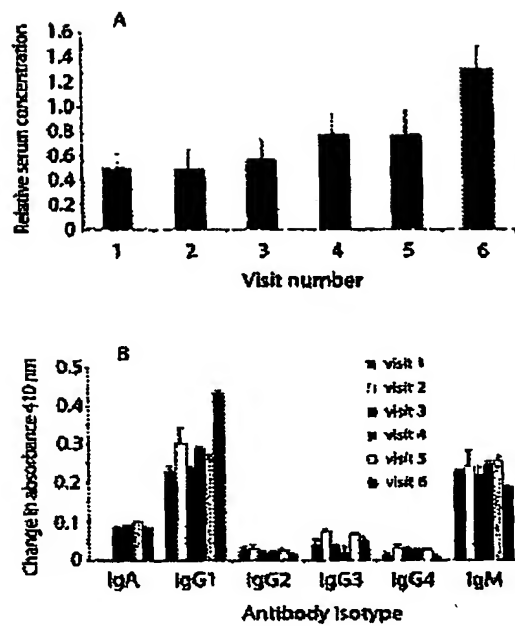 A
Relative serum concentration
1.6
1.4
1.2
1.0
0.8
0.6
0.4
0.2
0
1 2 3 4 5 6
Visit number
B
Change in absorbance 410 nm
0.5
0.4
0.3
0.2
0.1
0
visit 1
visit 2
visit 3
visit 4
visit 5
visit 6
IgA IgG1 IgG2 IgG3 IgG4 IgM
Antibody Isotype